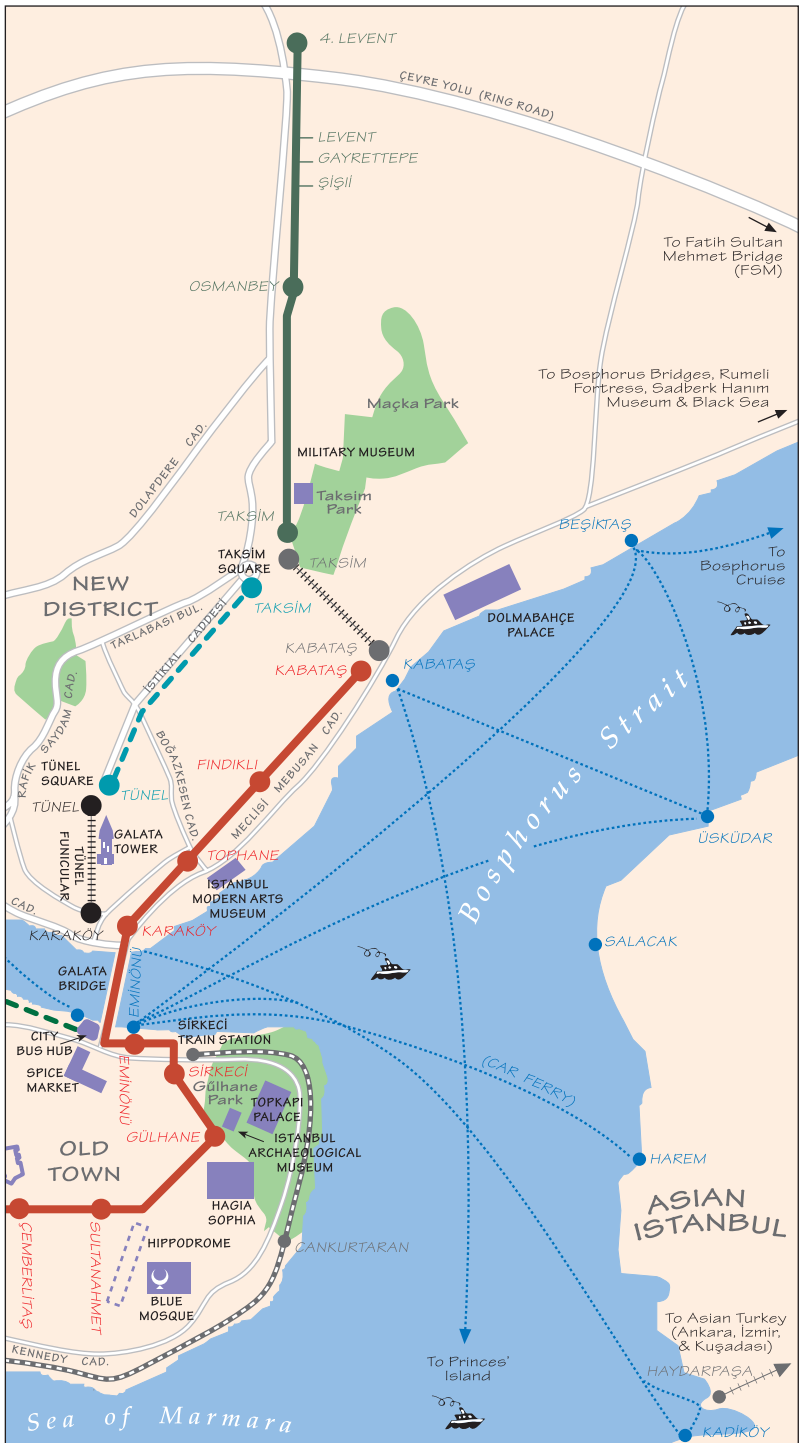 4. LEVENT
ÇEVRE YOLU (RING ROAD)
LEVENT
GAYRETTEPE
ŞIŞII
To Fatih Sultan
Mehmet Bridge
(FSM)
OSMANBEY
To Bosphorus Bridges, Rumeli
Fortress, Sadberk Hanım
Museum & Black Sea
Maçka Park
DOLAPDERE CAD.
MILITARY MUSEUM
Taksim
Park
TAKSİM
BEŞİKTAŞ
To
Bosphorus
Cruise
TAKSİM
SQUARE
TAKSİM
NEW
DISTRICT
TAKSİM
TARLABASI BUL.
İSTİKLAL CADDESİ
DOLMABAHÇE
PALACE
KABATAŞ
KABATAŞ
KABATAŞ
RAFIK SAYDAM CAD.
Bosphorus Strait
BOĞAZKESEN CAD.
MECLİSİ MEBUSAN CAD.
FINDIKLI
TÜNEL
SQUARE
TÜNEL
TÜNEL
TÜNEL
FUNICULAR
GALATA
TOWER
ÜSKÜDAR
TOPHANE
İSTANBUL
MODERN ARTS
MUSEUM
CAD.
KARAKÖY
KARAKÖY
SALACAK
GALATA
BRIDGE
EMİNÖNÜ
SİRKECİ
TRAIN STATION
CITY
BUS HUB
SPICE
MARKET
EMİNÖNÜ
SİRKECİ
Gülhane
Park
TOPKAPI
PALACE
(CAR FERRY)
GÜLHANE
ISTANBUL
ARCHAEOLOGICAL
MUSEUM
OLD
TOWN
HAREM
HAGIA
SOPHIA
ASIAN
ISTANBUL
ÇEMBERLİTAŞ
SULTANAHMET
HIPPODROME
CANKURTARAN
BLUE
MOSQUE
KENNEDY CAD.
To Asian Turkey
(Ankara, İzmir,
& Kuşadası)
HAYDARPAŞA
To Princes'
Island
Sea of Marmara
KADİKÖY